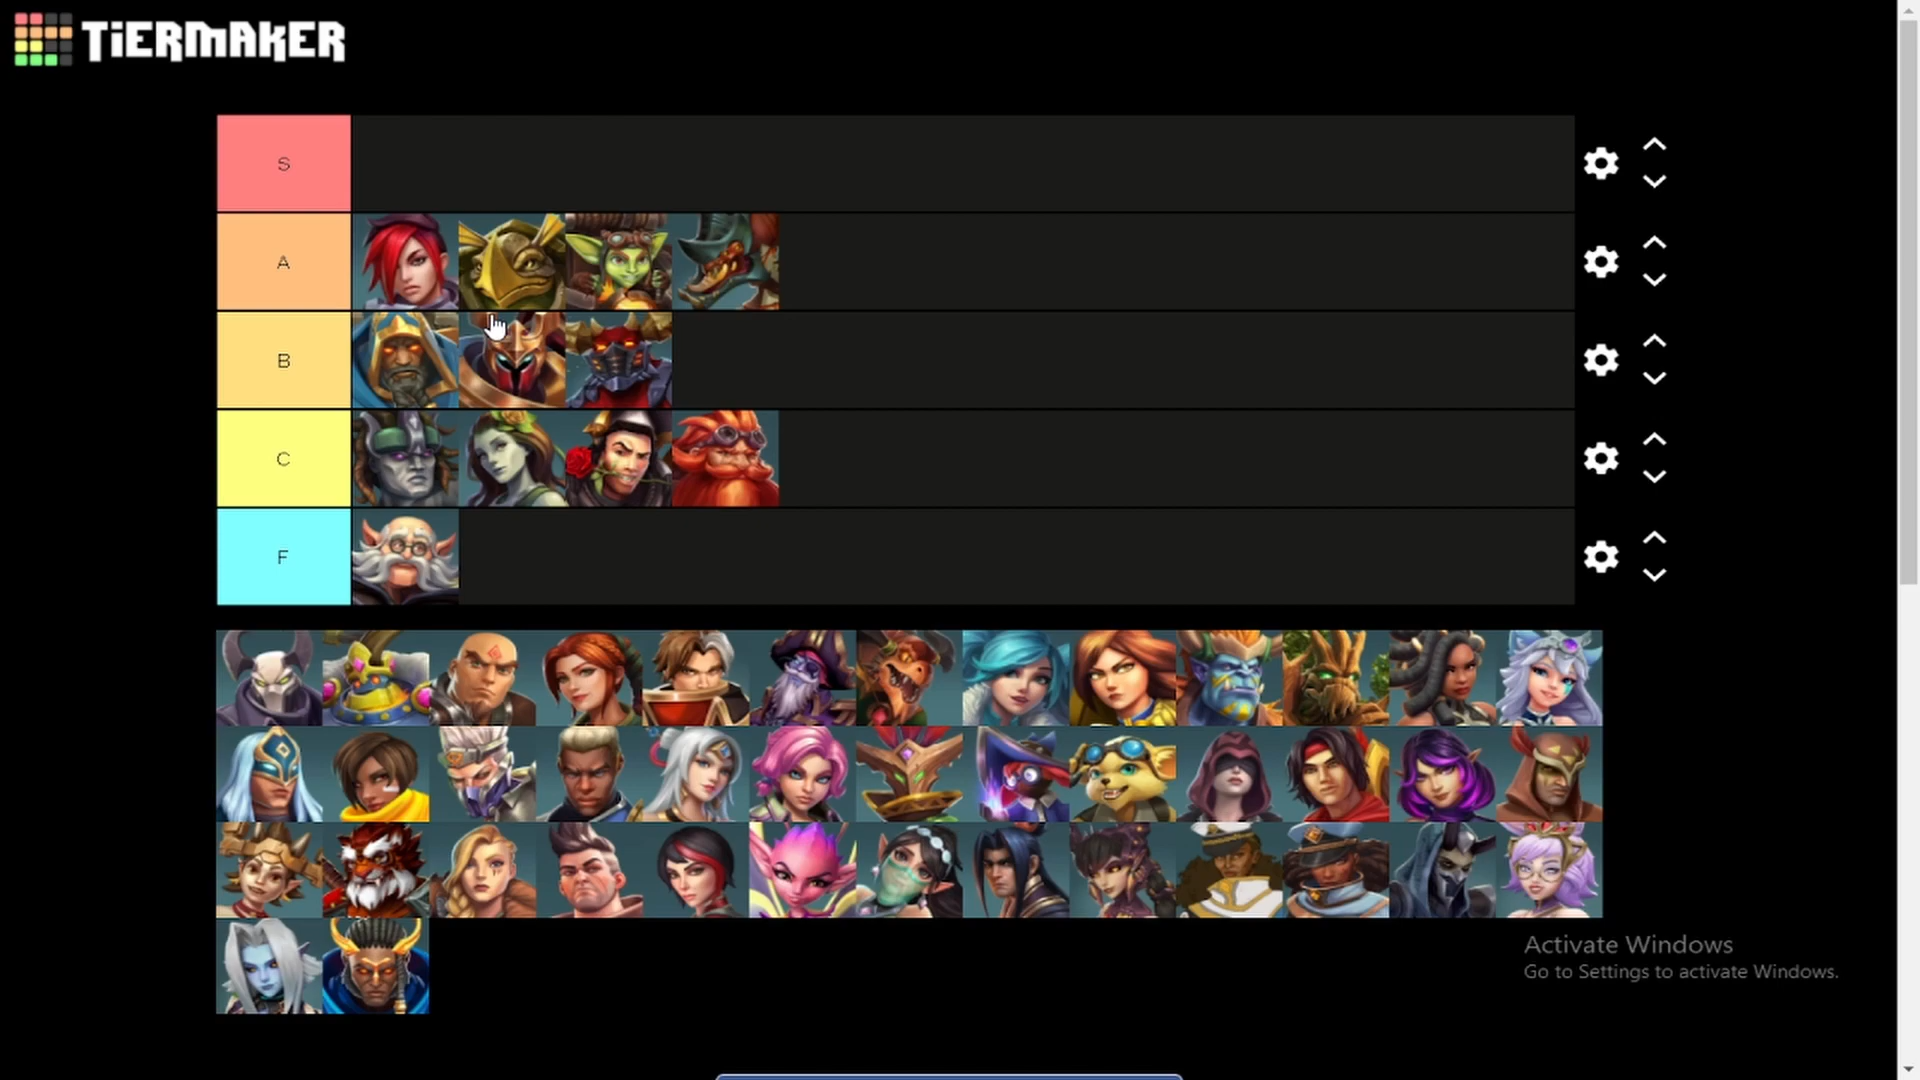 TiERMAKER
S
A
B
C
F
Activate Windows
Go to Settings to activate Windows.